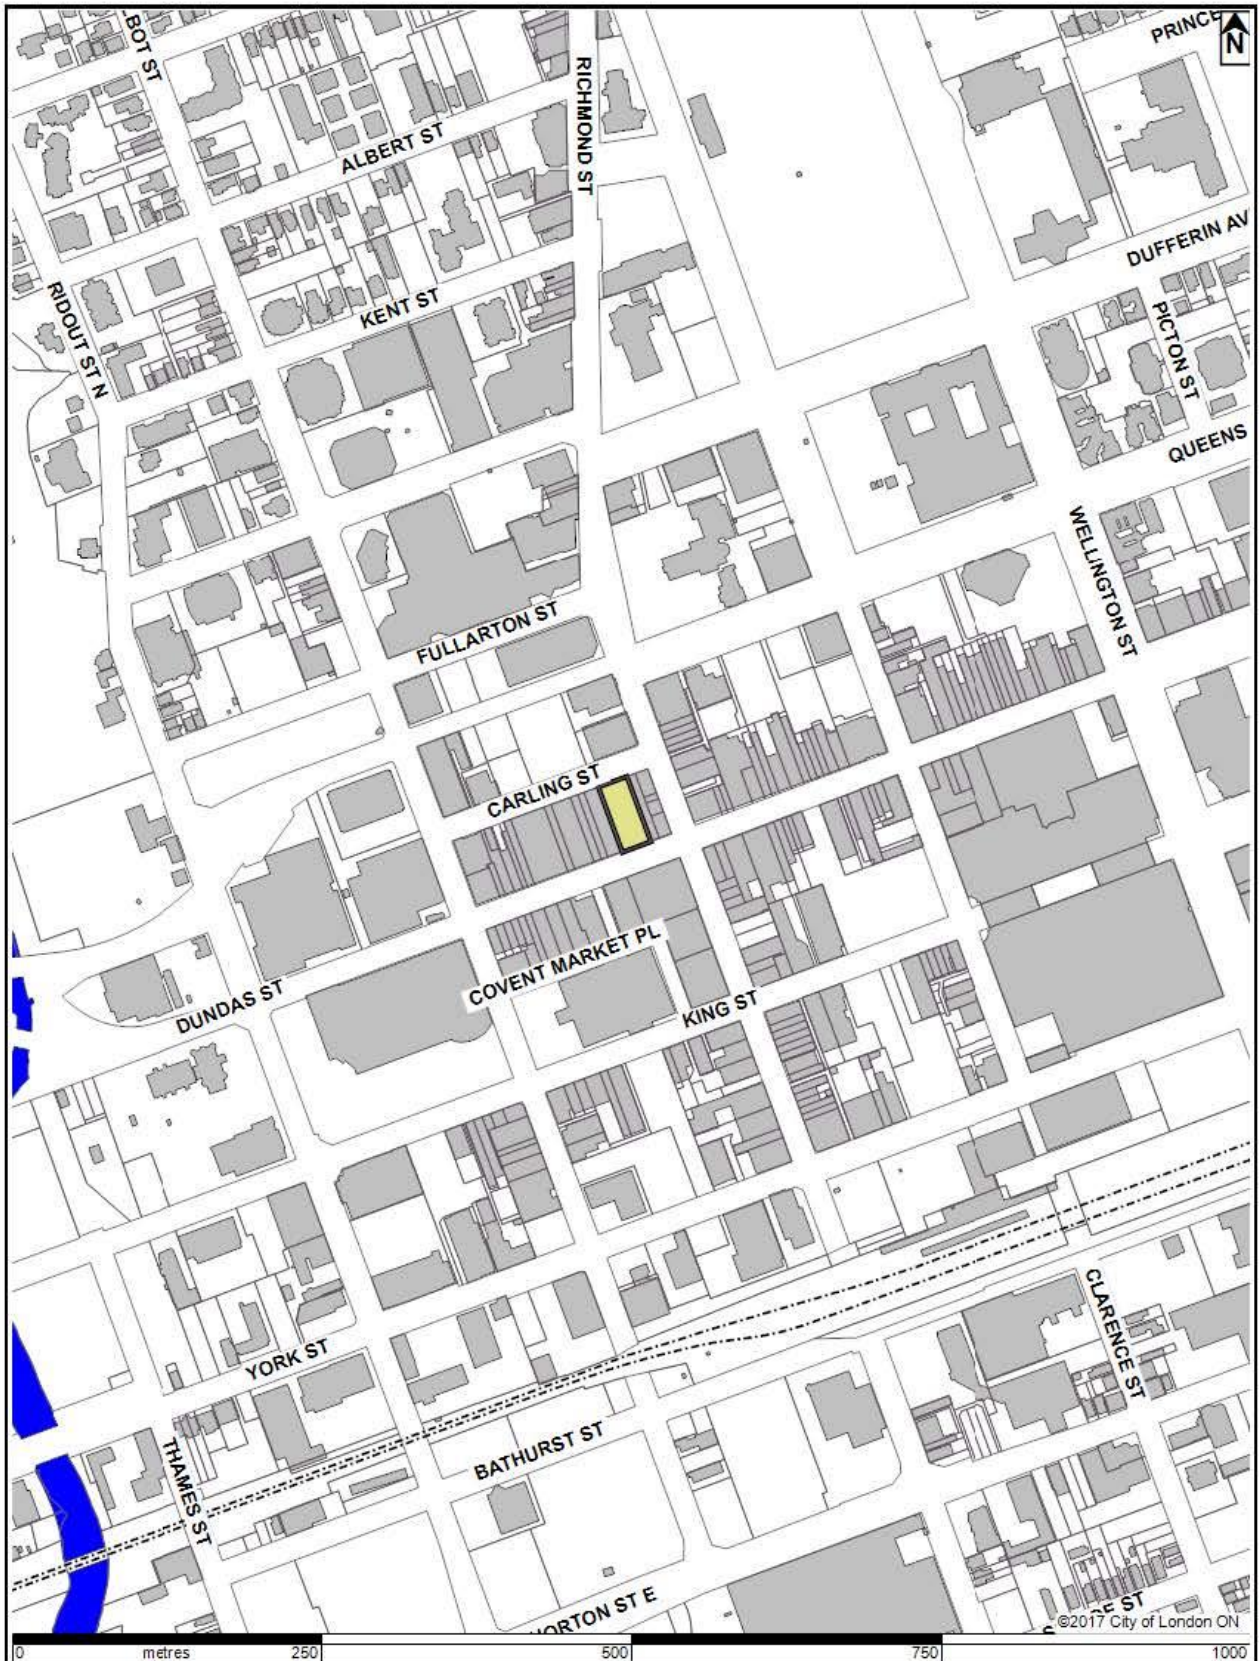 PRINCE
N
BOT ST
RICHMOND ST
ALBERT ST
DUFFERIN AV
RIDOUT ST N
KENT ST
PICTON ST
QUEENS
WELLINGTON ST
FULLARTON ST
CARLING ST
COVENT MARKET PL
DUNDAS ST
KING ST
CLARENCE ST
YORK ST
BATHURST ST
THAMES ST
HORTON ST E
ST
©2017 City of London ON
0 metres 250 500 750 1000